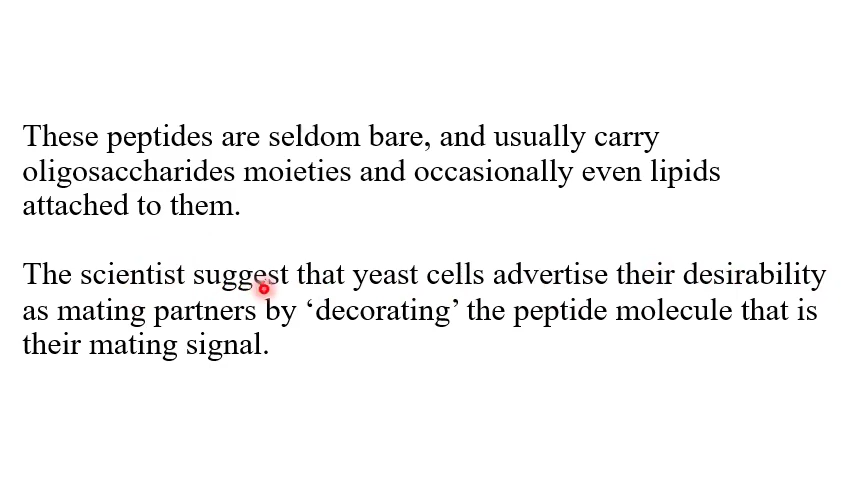 These peptides are seldom bare, and usually carry
oligosaccharides moieties and occasionally even lipids
attached to them.
The scientist suggest that yeast cells advertise their desirability
as mating partners by ‘decorating’ the peptide molecule that is
their mating signal.